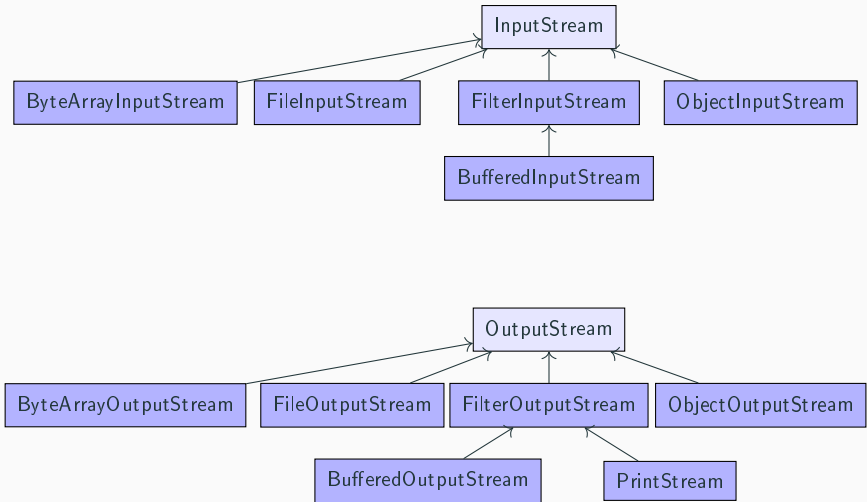 InputStream
ByteArrayInputStream
FileInputStream
FilterInputStream
ObjectInputStream
BufferedInputStream
OutputStream
ByteArrayOutputStream
FileOutputStream
FilterOutputStream
ObjectOutputStream
BufferedOutputStream
PrintStream